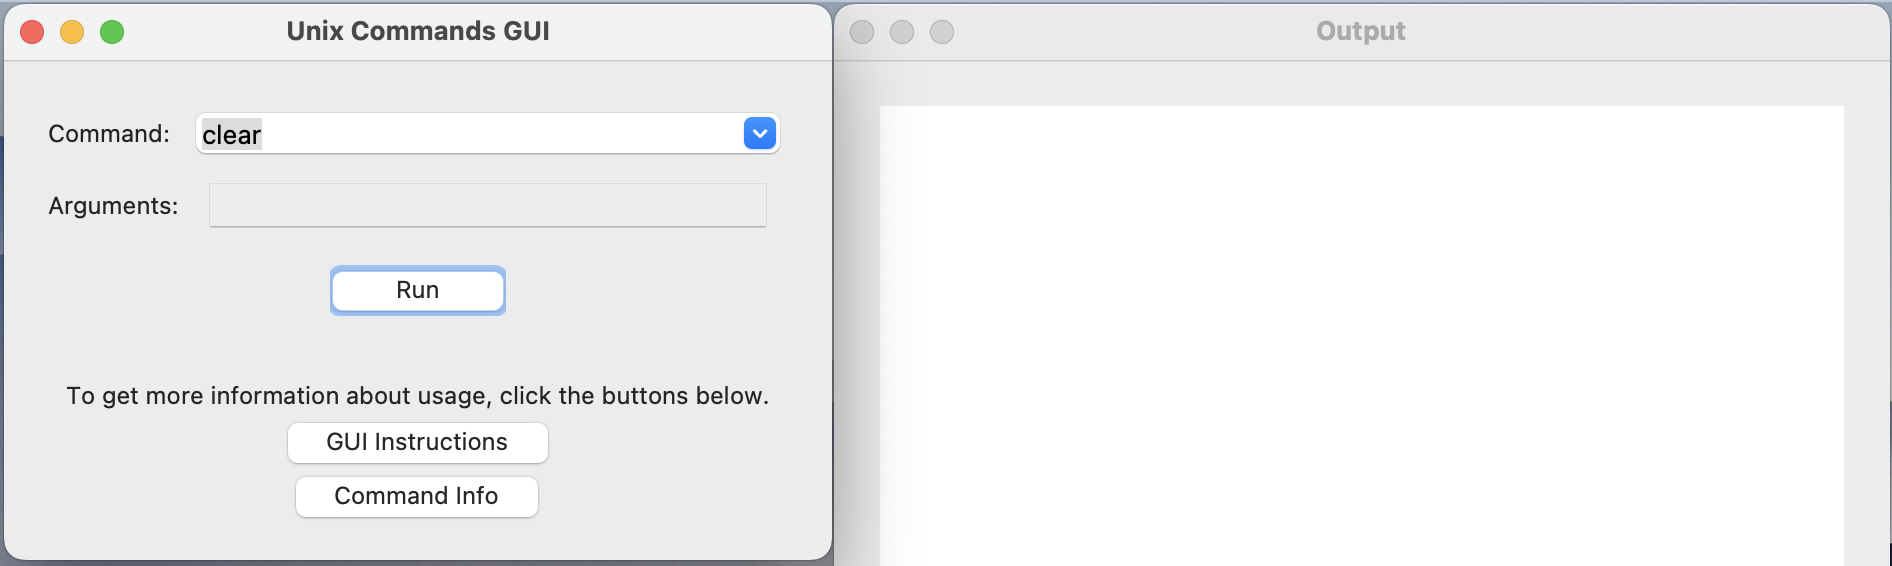 Unix Commands GUI
Command: clear
Arguments:
Run
To get more information about usage, click the buttons below.
GUI Instructions
Command Info
Output